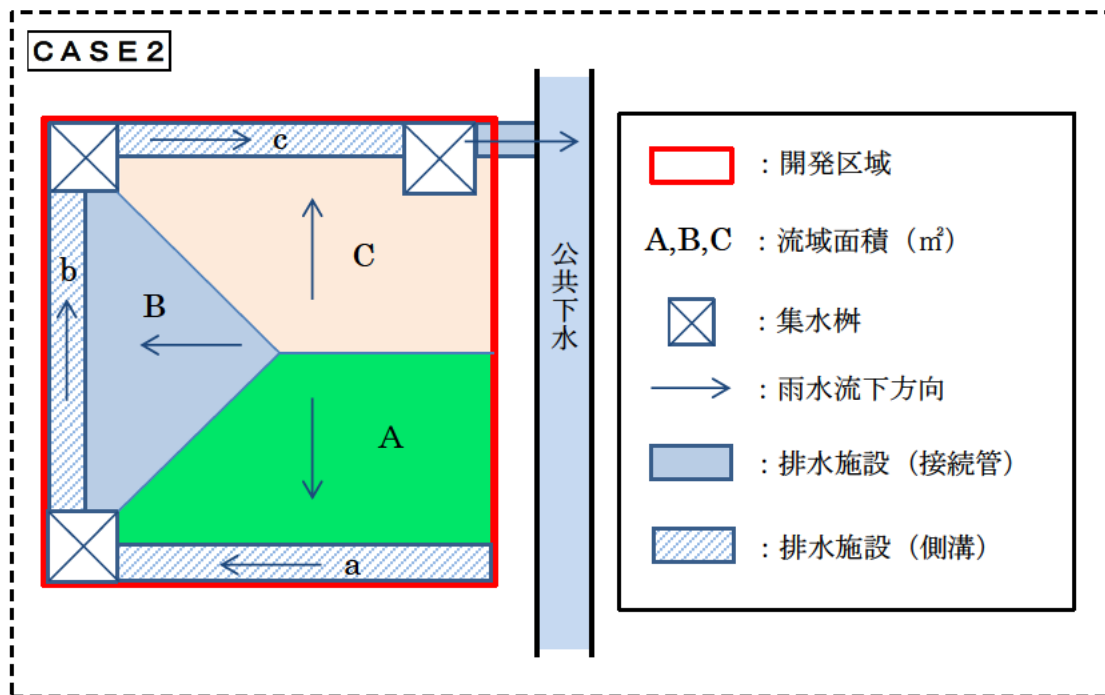 CASE2
c
b
C
B
A
a
公共下水
：開発区域
A,B,C ：流域面積（㎡）
：集水桝
：雨水流下方向
：排水施設（接続管）
：排水施設（側溝）